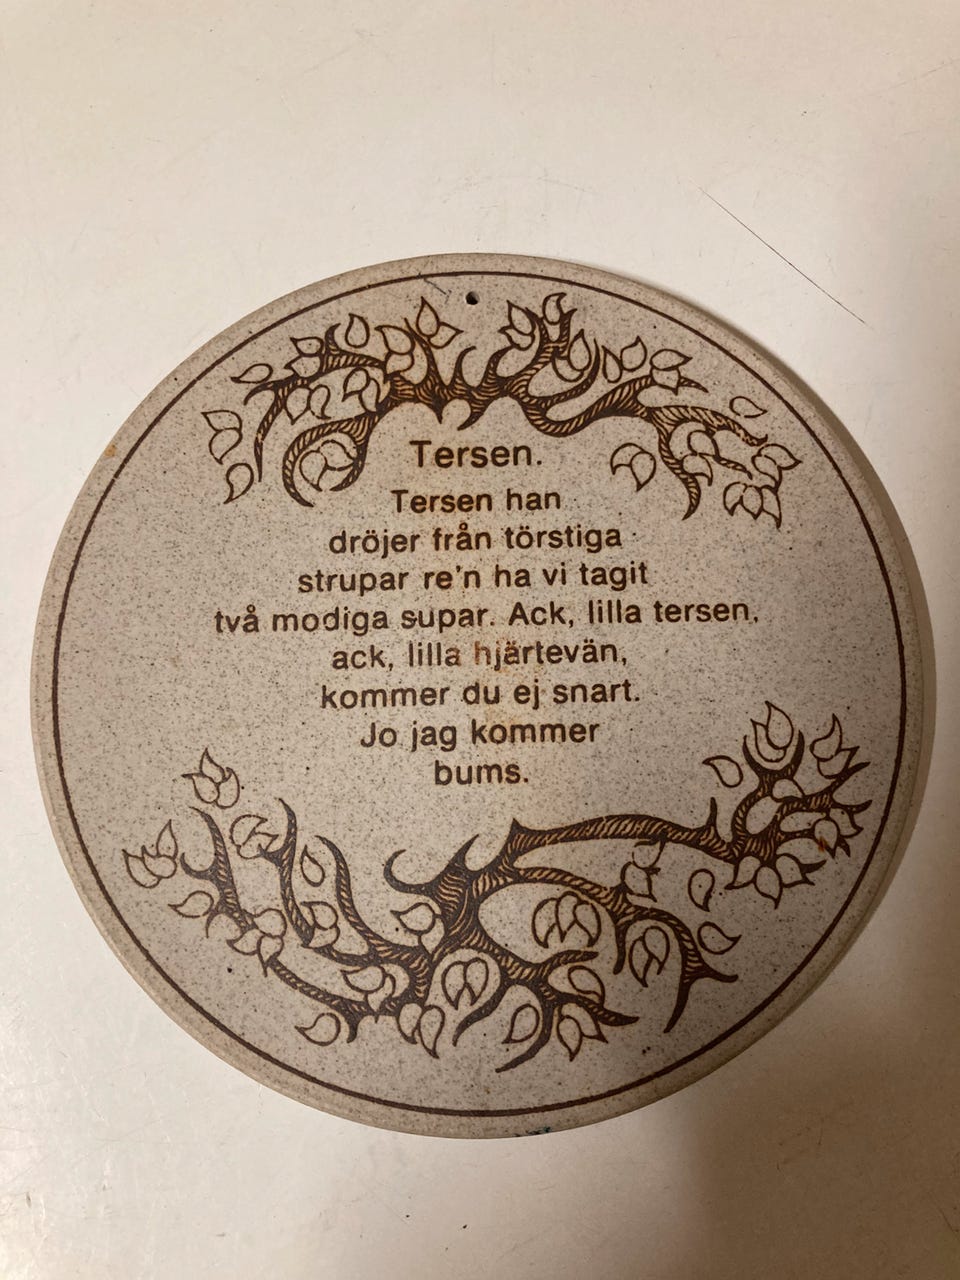 Tersen.
Tersen han
dröjer från törstiga
strupar re'n ha vi tagit
två modiga supar. Ack, lilla tersen,
ack, lilla hjärtevän,
kommer du ej snart.
Jo jag kommer
bums.